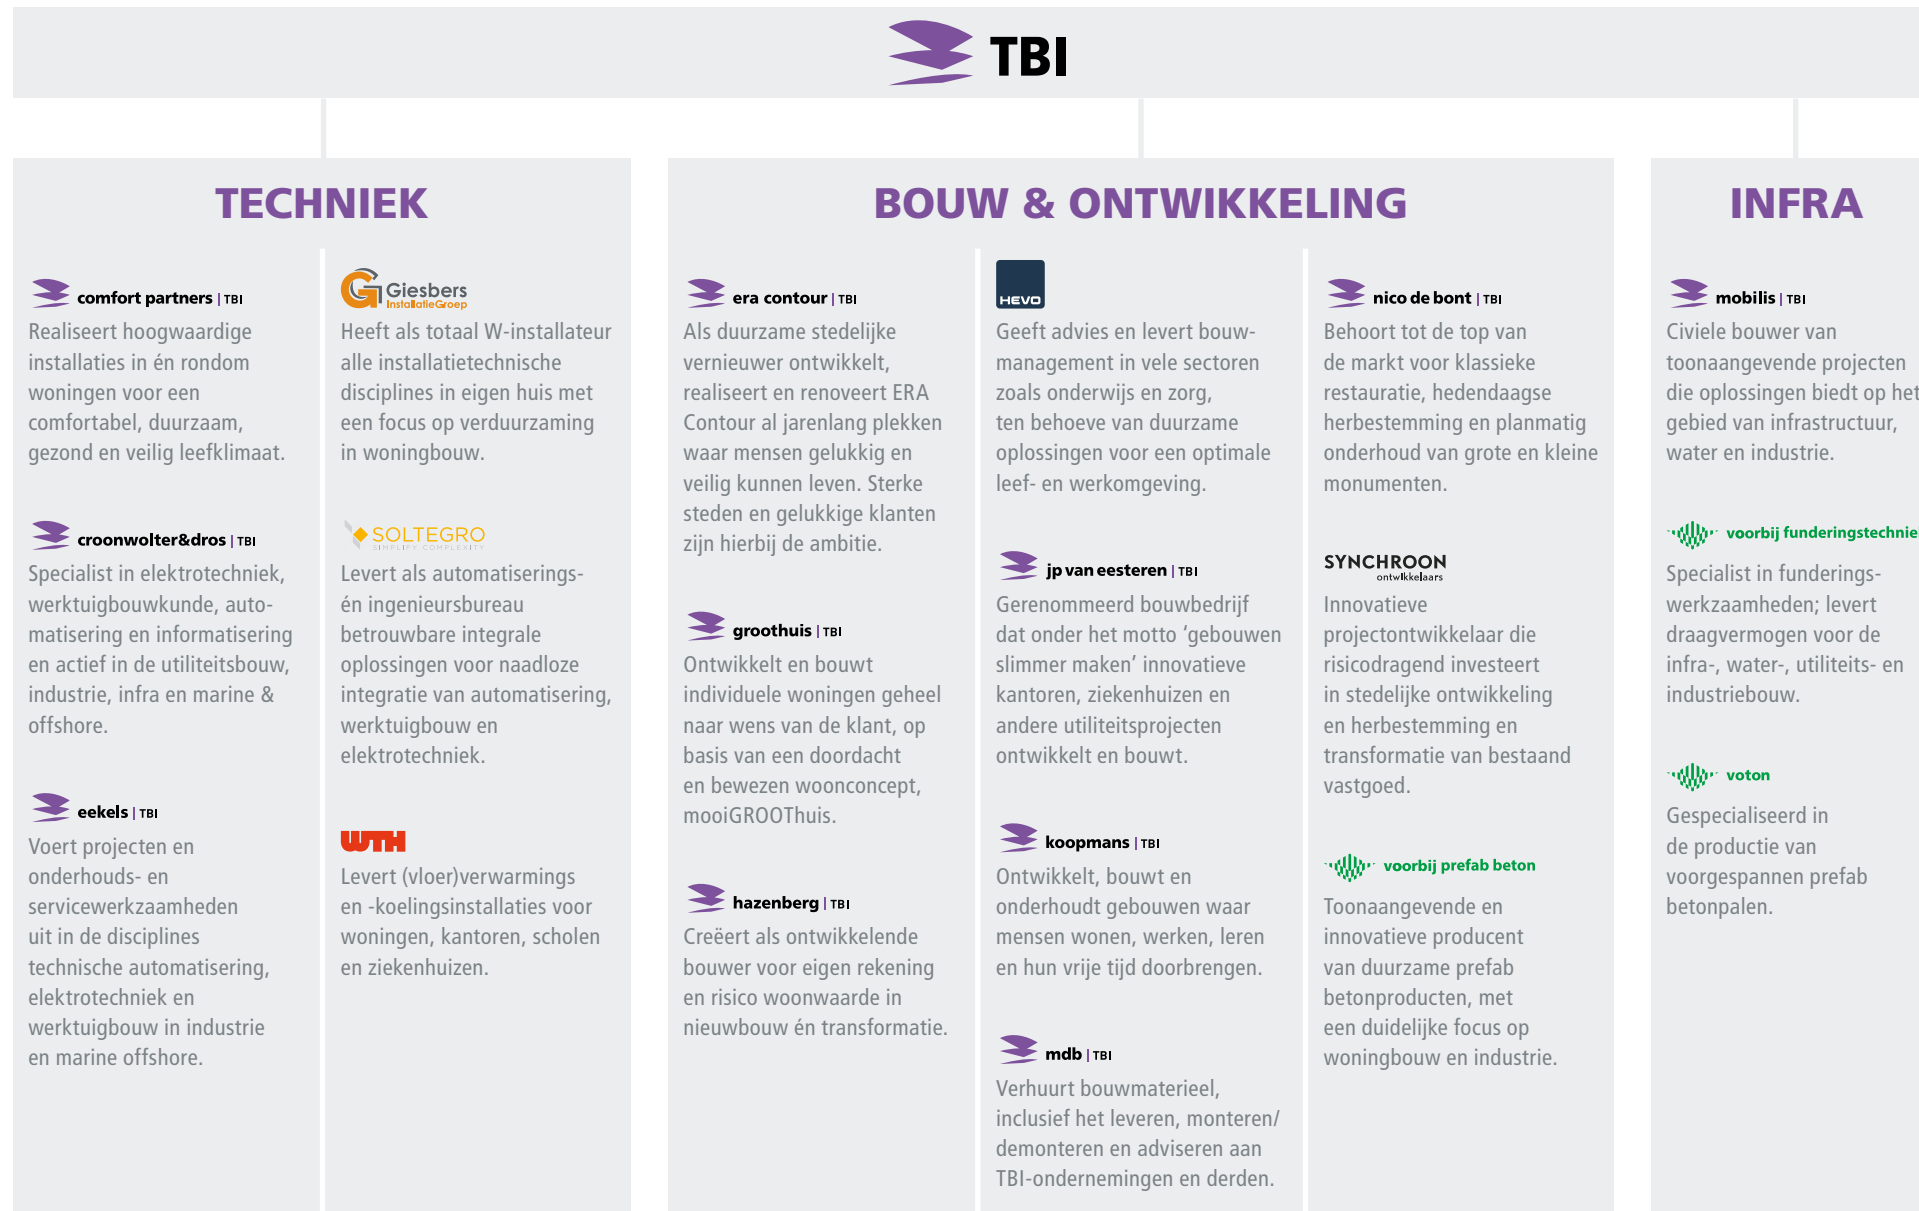 TBI
TECHNIEK
comfort partners | TBI
Realiseert hoogwaardige
installaties in én rondom
woningen voor een
comfortabel, duurzaam,
gezond en veilig leefklimaat.
croonwolter&dros | TBI
Specialist in elektrotechniek,
werktuigbouwkunde, auto-
matisering en informatisering
en actief in de utiliteitsbouw,
industrie, infra en marine &
offshore.
eekels | TBI
Voert projecten en
onderhouds- en
servicewerkzaamheden
uit in de disciplines
technische automatisering,
elektrotechniek en
werktuigbouw in industrie
en marine offshore.
Giesbers
InstallatieGroep
Heeft als totaal W-installateur
alle installatietechnische
disciplines in eigen huis met
een focus op verduurzaming
in woningbouw.
SOLTEGRO
SIMPLIFY COMPLEXITY
Levert als automatiserings-
én ingenieursbureau
betrouwbare integrale
oplossingen voor naadloze
integratie van automatisering,
werktuigbouw en
elektrotechniek.
WTH
Levert (vloer)verwarmings
en -koelingsinstallaties voor
woningen, kantoren, scholen
en ziekenhuizen.
BOUW & ONTWIKKELING
era contour | TBI
Als duurzame stedelijke
vernieuwer ontwikkelt,
realiseert en renoveert ERA
Contour al jarenlang plekken
waar mensen gelukkig en
veilig kunnen leven. Sterke
steden en gelukkige klanten
zijn hierbij de ambitie.
groothuis | TBI
Ontwikkelt en bouwt
individuele woningen geheel
naar wens van de klant, op
basis van een doordacht
en bewezen woonconcept,
mooiGROOThuis.
hazenberg | TBI
Creëert als ontwikkelende
bouwer voor eigen rekening
en risico woonwaarde in
nieuwbouw én transformatie.
HEVO
Geeft advies en levert bouw-
management in vele sectoren
zoals onderwijs en zorg,
ten behoeve van duurzame
oplossingen voor een optimale
leef- en werkomgeving.
jp van eesteren | TBI
Gerenommeerd bouwbedrijf
dat onder het motto ‘gebouwen
slimmer maken’ innovatieve
kantoren, ziekenhuizen en
andere utiliteitsprojecten
ontwikkelt en bouwt.
koopmans | TBI
Ontwikkelt, bouwt en
onderhoudt gebouwen waar
mensen wonen, werken, leren
en hun vrije tijd doorbrengen.
mdb | TBI
Verhuurt bouwmaterieel,
inclusief het leveren, monteren/
demonteren en adviseren aan
TBI-ondernemingen en derden.
nico de bont | TBI
Behoort tot de top van
de markt voor klassieke
restauratie, hedendaagse
herbestemming en planmatig
onderhoud van grote en kleine
monumenten.
SYNCHROON
ontwikkelaars
Innovatieve
projectontwikkelaar die
risicodragend investeert
in stedelijke ontwikkeling
en herbestemming en
transformatie van bestaand
vastgoed.
voorbij prefab beton
Toonaangevende en
innovatieve producent
van duurzame prefab
betonproducten, met
een duidelijke focus op
woningbouw en industrie.
INFRA
mobilis | TBI
Civiele bouwer van
toonaangevende projecten
die oplossingen biedt op het
gebied van infrastructuur,
water en industrie.
voorbij funderingstechniek
Specialist in funderings-
werkzaamheden; levert
draagvermogen voor de
infra-, water-, utiliteits- en
industriebouw.
voton
Gespecialiseerd in
de productie van
voorgespannen prefab
betonpalen.